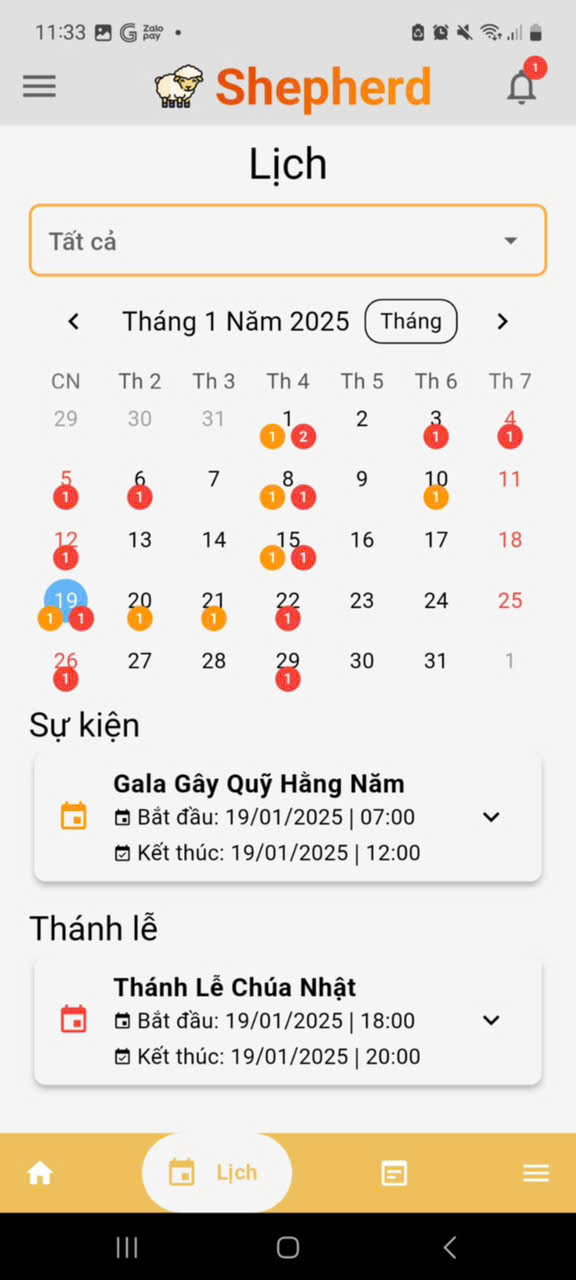 11:33 Zalo pay
1
Shepherd
Lịch
Tất cả
Tháng 1 Năm 2025 Tháng
CN Th 2 Th 3 Th 4 Th 5 Th 6 Th 7
29 30 31 1 2 3 4
1 2 1 1
5 6 7 8 9 10 11
1 1 1 1 1
12 13 14 15 16 17 18
1 1 1
19 20 21 22 23 24 25
1 1 1 1 1
26 27 28 29 30 31 1
1 1
Sự kiện
Gala Gây Quỹ Hằng Năm
Bắt đầu: 19/01/2025 | 07:00
Kết thúc: 19/01/2025 | 12:00
Thánh lễ
Thánh Lễ Chúa Nhật
Bắt đầu: 19/01/2025 | 18:00
Kết thúc: 19/01/2025 | 20:00
Lịch